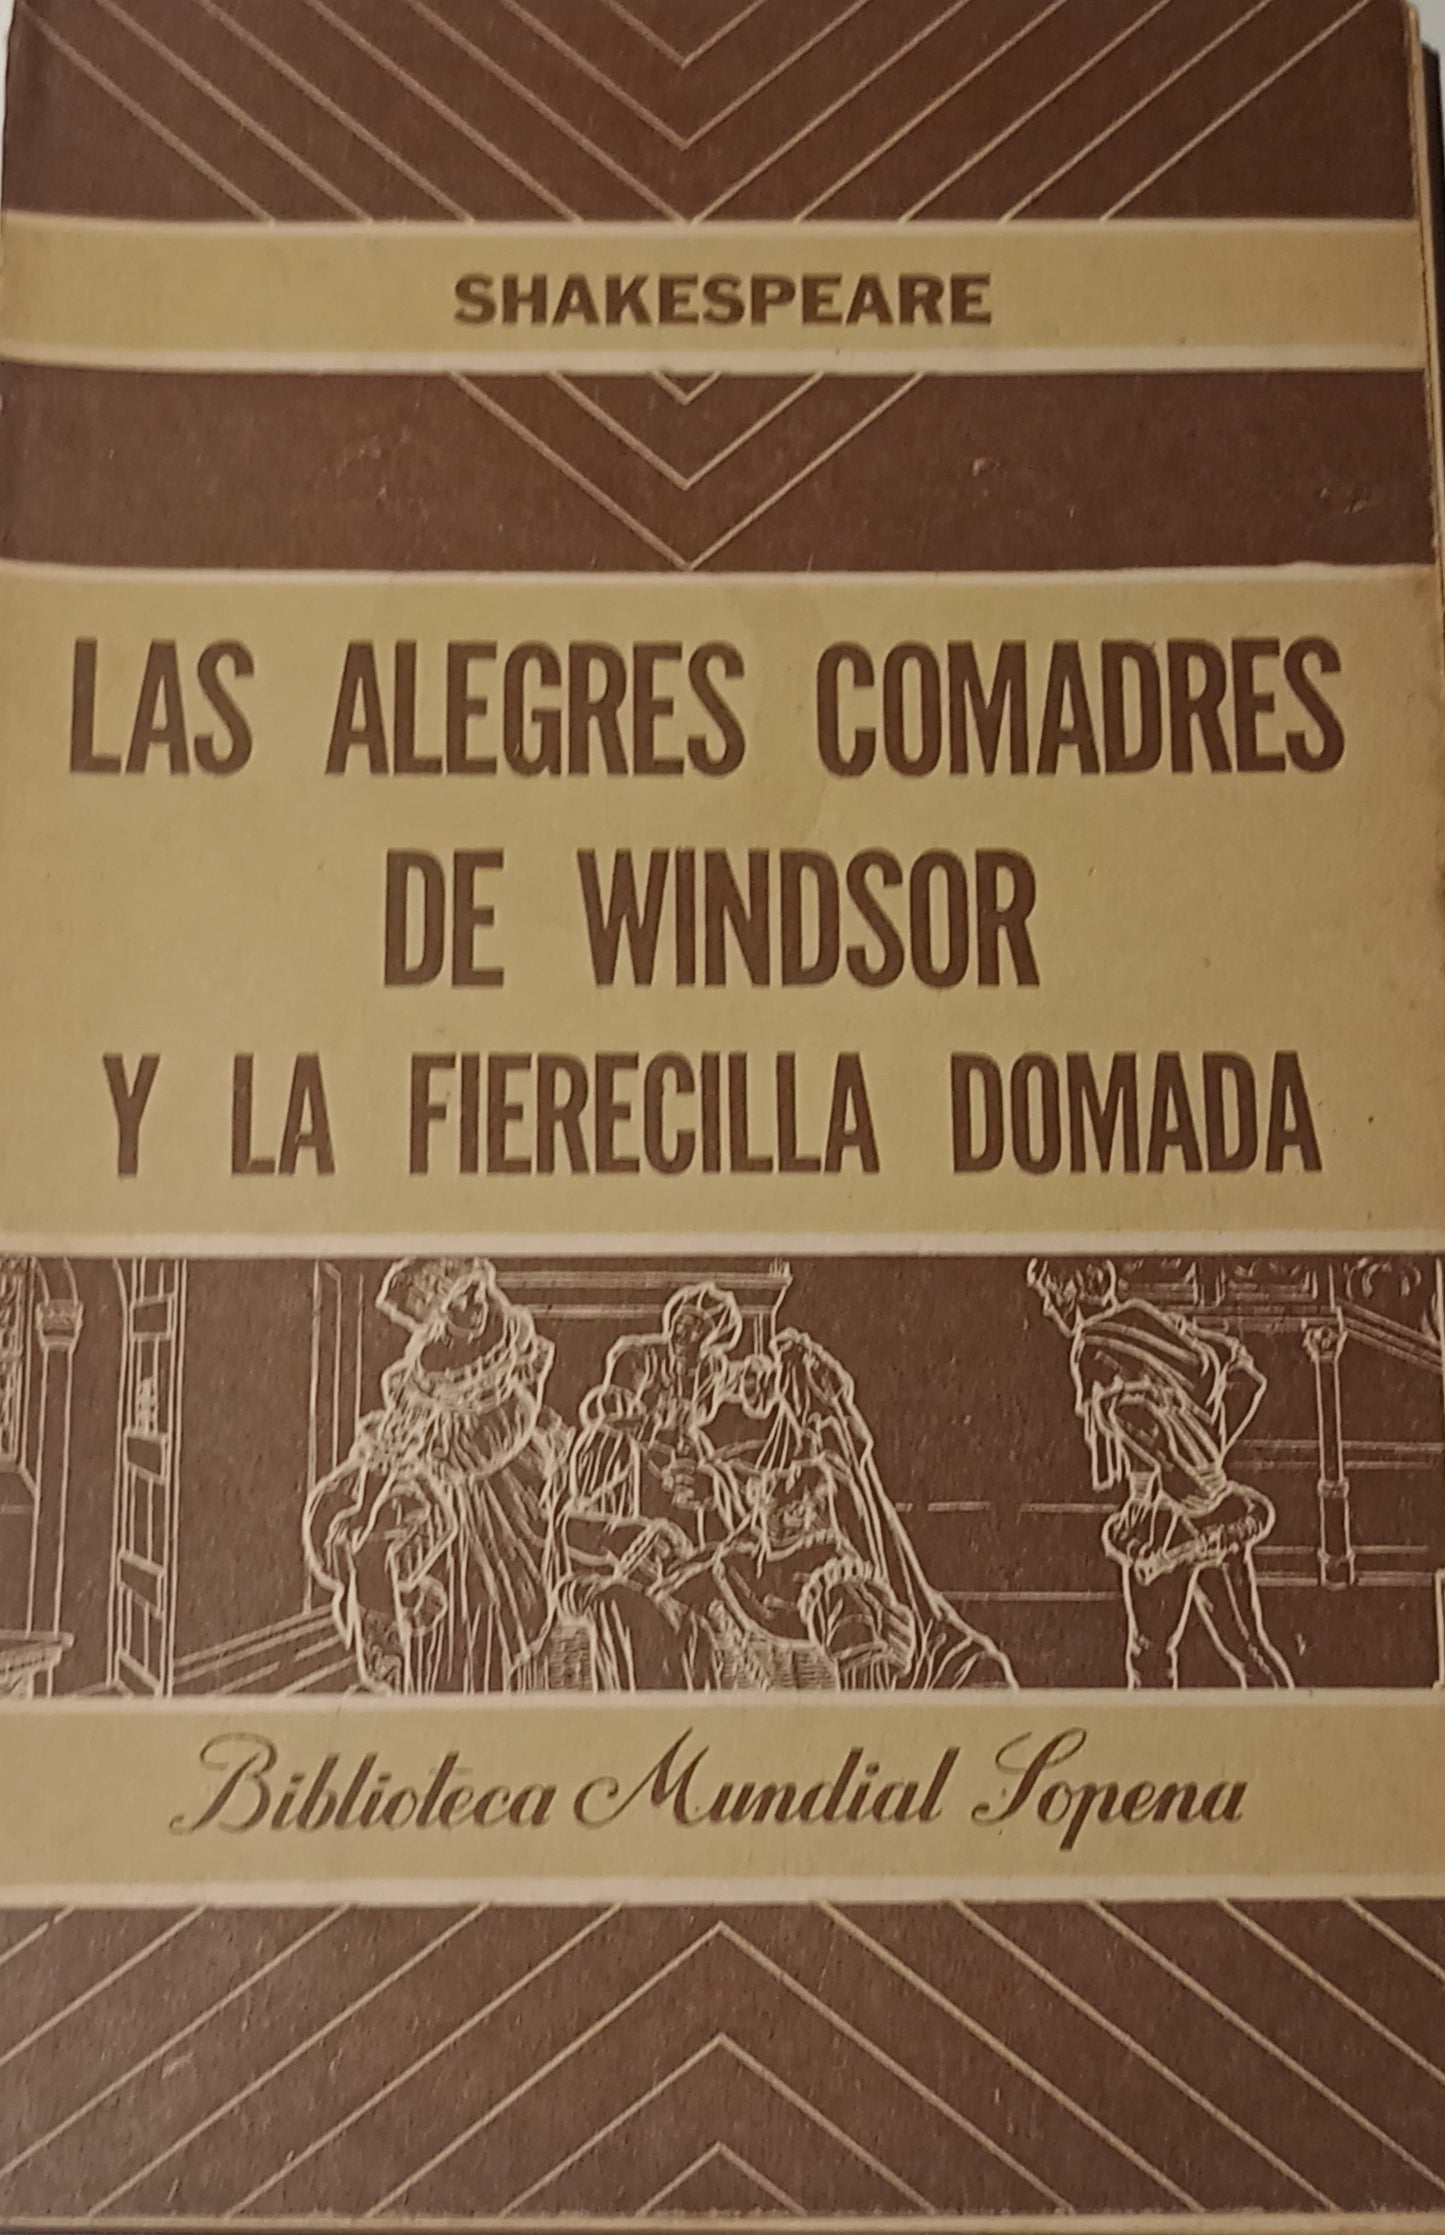 SHAKESPEARE
LAS ALEGRES COMADRES
DE WINDSOR
Y LA FIERECILLA DOMADA
Biblioteca Mundial Sopena